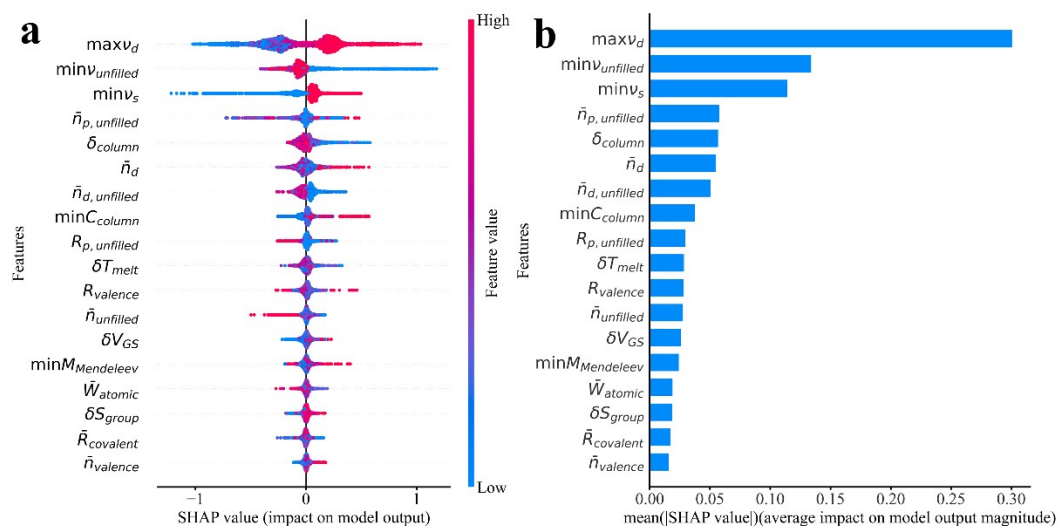 a
Features
maxν_d
minν_unfilled
minν_s
n̄_p, unfilled
δ_column
n̄_d
n̄_d, unfilled
minC_column
R_p, unfilled
δT_melt
R_valence
n̄_unfilled
δV_GS
minM_Mendeleev
W̄_atomic
δS_group
R̄_covalent
n̄_valence
−1 0 1
SHAP value (impact on model output)
High
Feature value
Low
b
Features
maxν_d
minν_unfilled
minν_s
n̄_p, unfilled
δ_column
n̄_d
n̄_d, unfilled
minC_column
R_p, unfilled
δT_melt
R_valence
n̄_unfilled
δV_GS
minM_Mendeleev
W̄_atomic
δS_group
R̄_covalent
n̄_valence
0.00 0.05 0.10 0.15 0.20 0.25 0.30
mean(|SHAP value|)(average impact on model output magnitude)